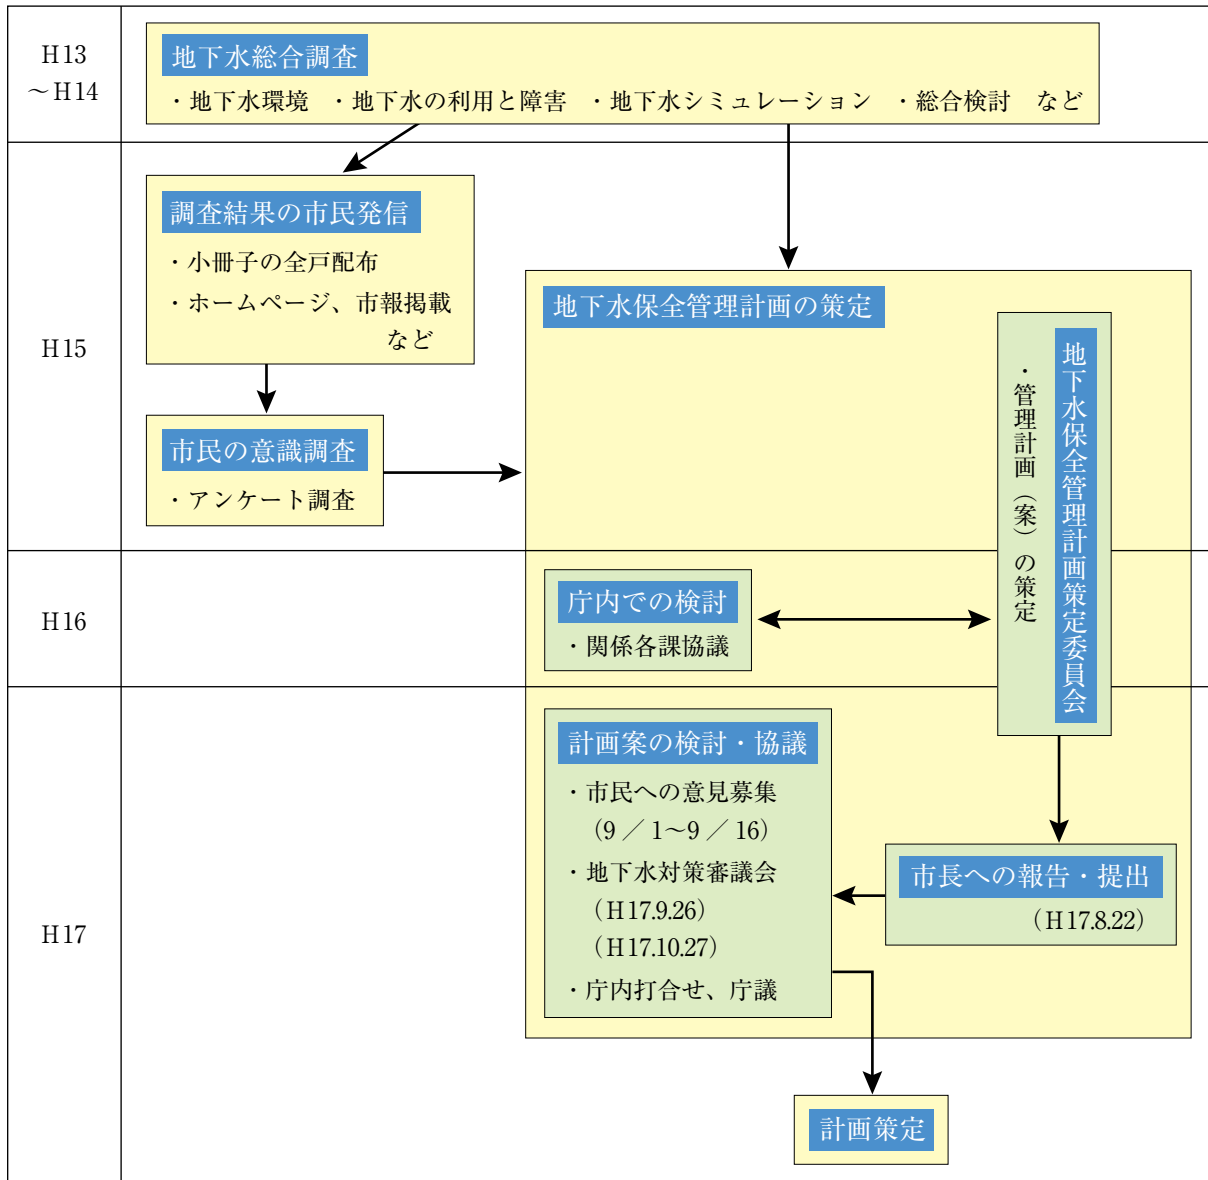 H13
～H14
地下水総合調査
・地下水環境　・地下水の利用と障害　・地下水シミュレーション　・総合検討　など
H15
調査結果の市民発信
・小冊子の全戸配布
・ホームページ、市報掲載
など
市民の意識調査
・アンケート調査
地下水保全管理計画の策定
地下水保全管理計画策定委員会
・管理計画（案）の策定
H16
庁内での検討
・関係各課協議
H17
計画案の検討・協議
・市民への意見募集
（9／1～9／16）
・地下水対策審議会
（H17.9.26）
（H17.10.27）
・庁内打合せ、庁議
市長への報告・提出
（H17.8.22）
計画策定